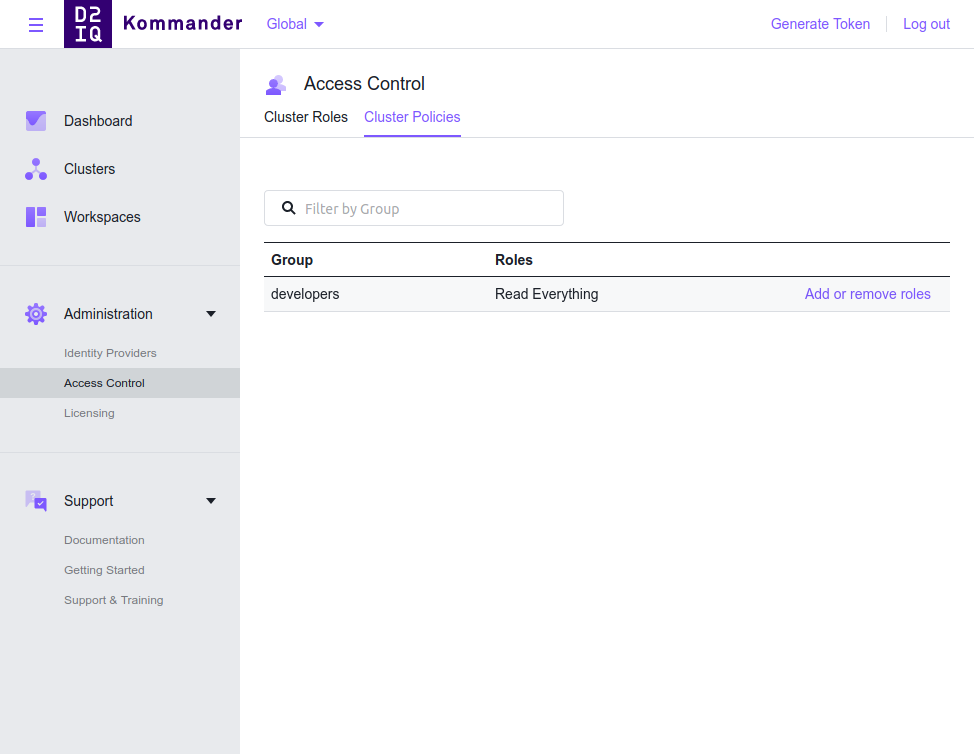 D2
IQ
Kommander
Global
Generate Token
Log out
Access Control
Cluster Roles
Cluster Policies
Dashboard
Clusters
Workspaces
Administration
Identity Providers
Access Control
Licensing
Support
Documentation
Getting Started
Support & Training
Filter by Group
Group Roles
developers Read Everything Add or remove roles